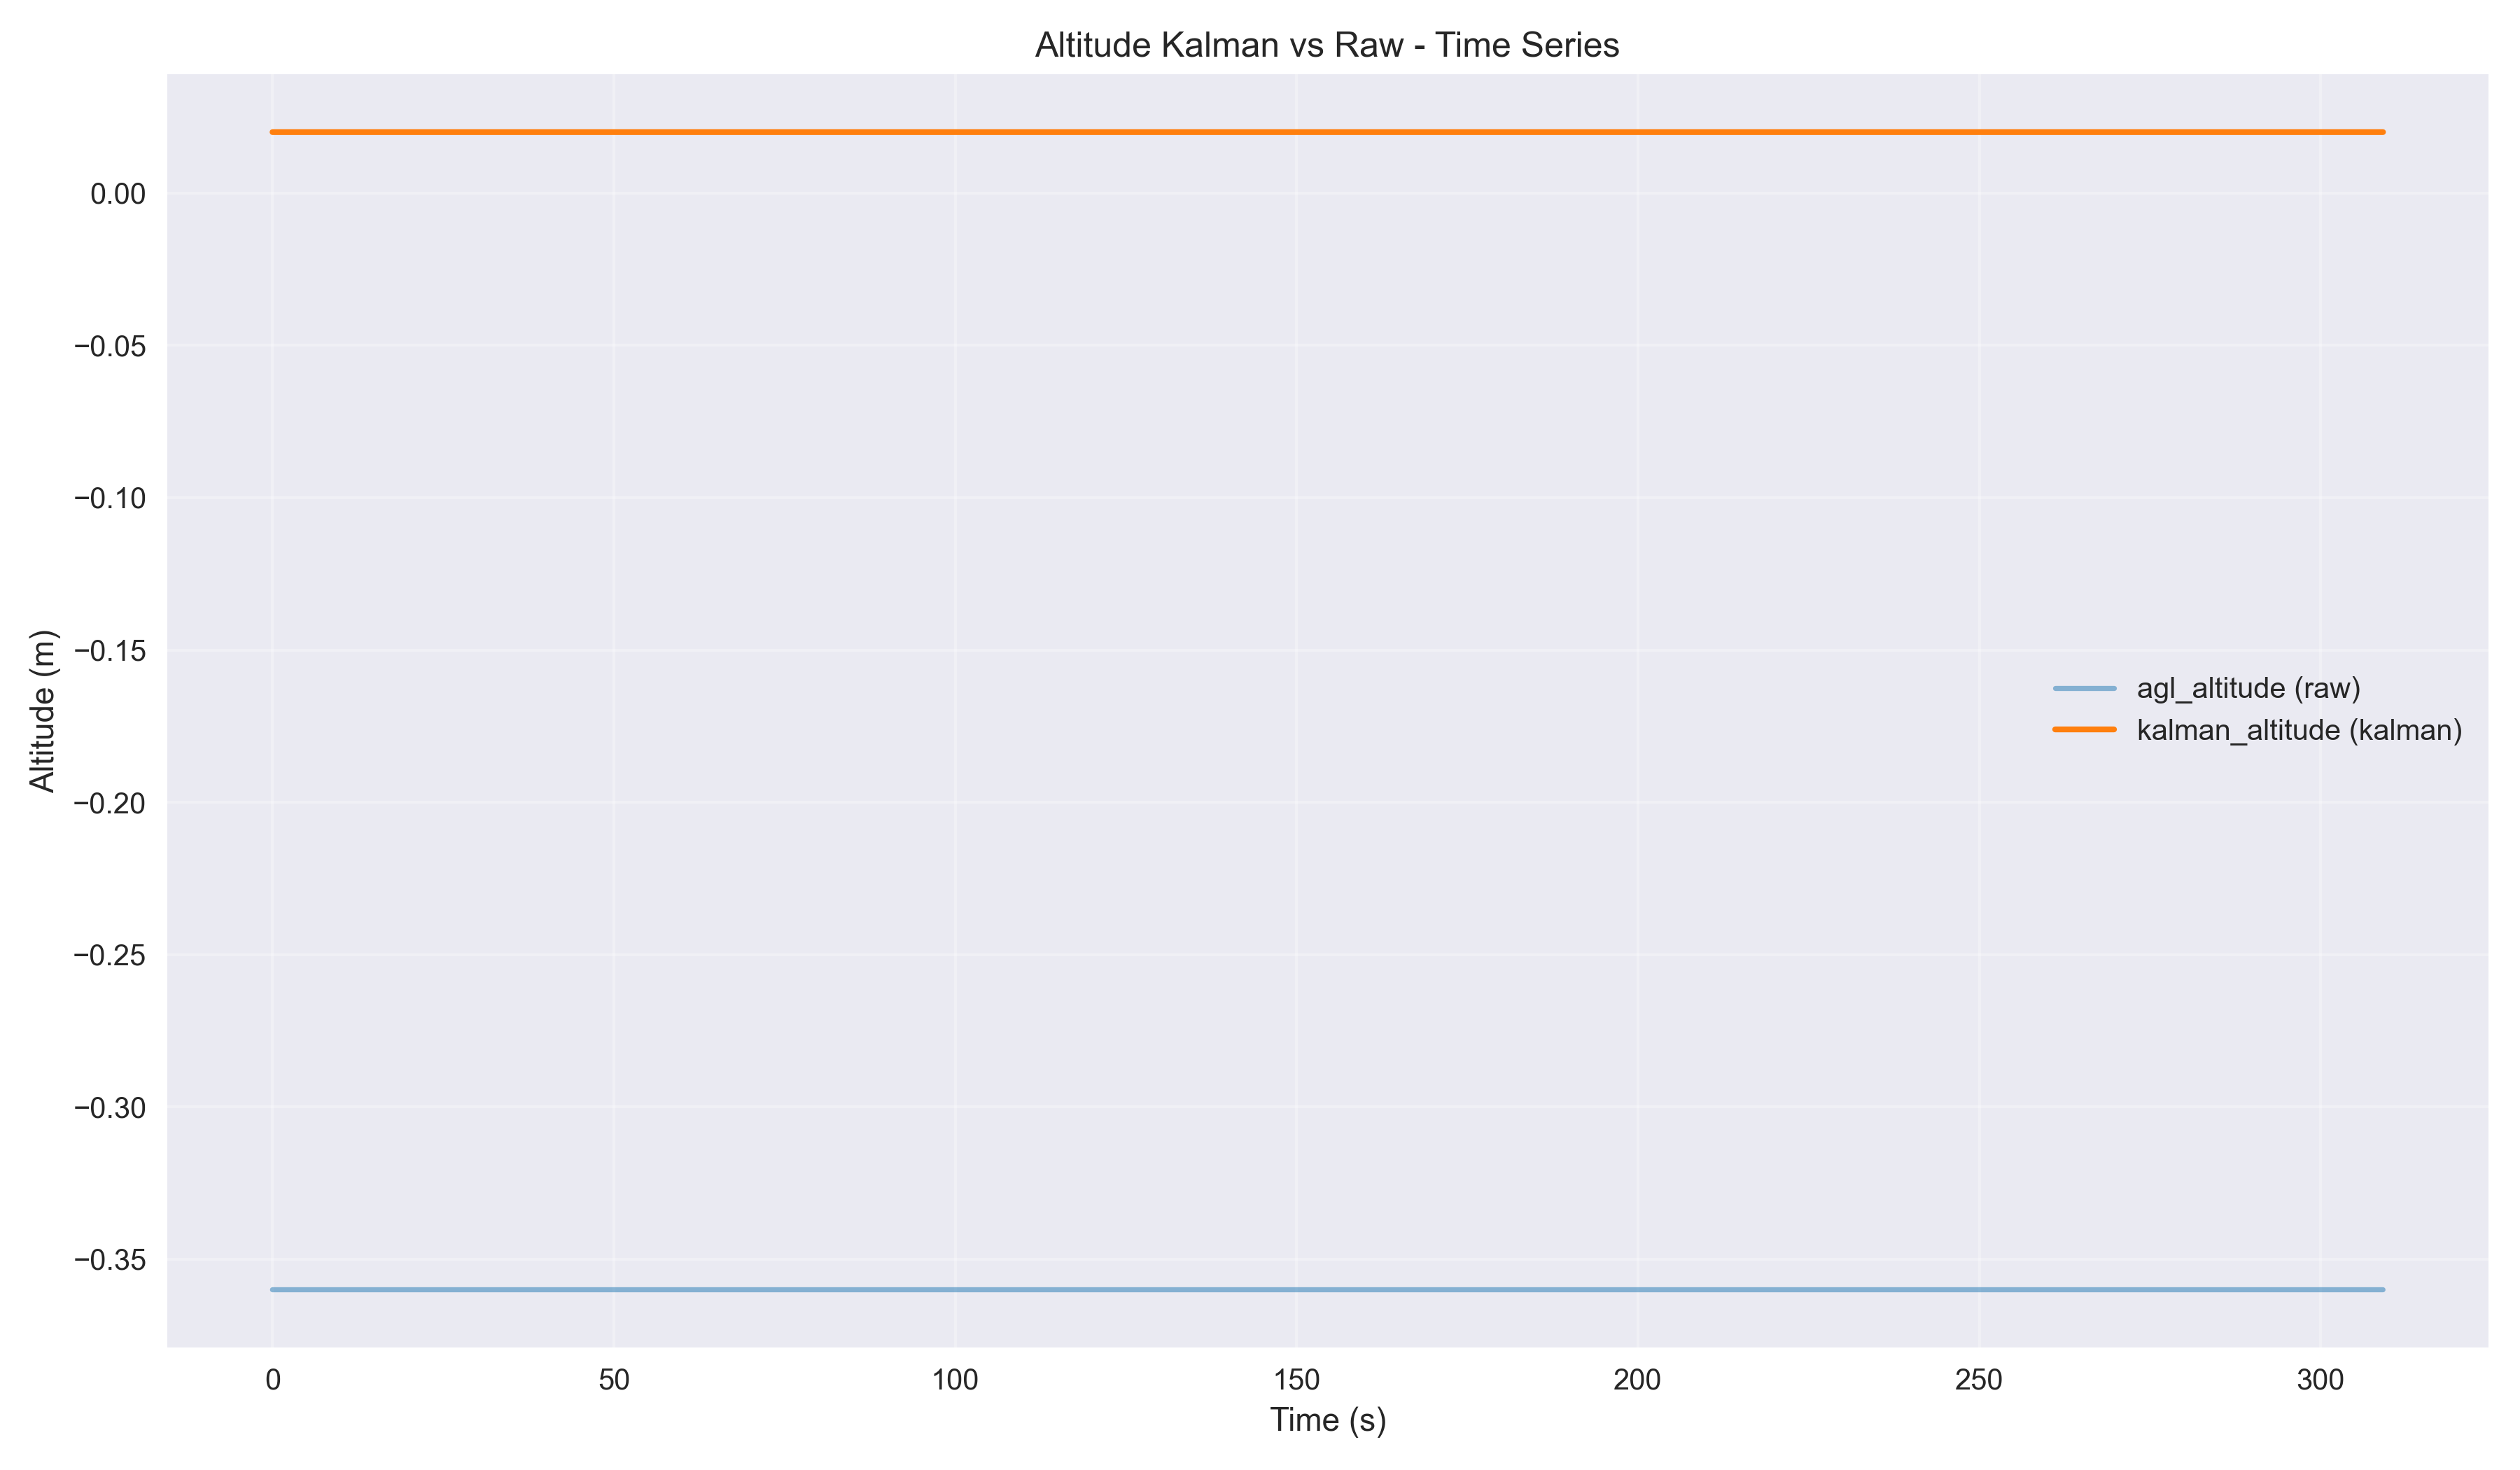 Altitude Kalman vs Raw - Time Series
Altitude (m)
0.00
−0.05
−0.10
−0.15
−0.20
−0.25
−0.30
−0.35
agl_altitude (raw)
kalman_altitude (kalman)
0 50 100 150 200 250 300
Time (s)